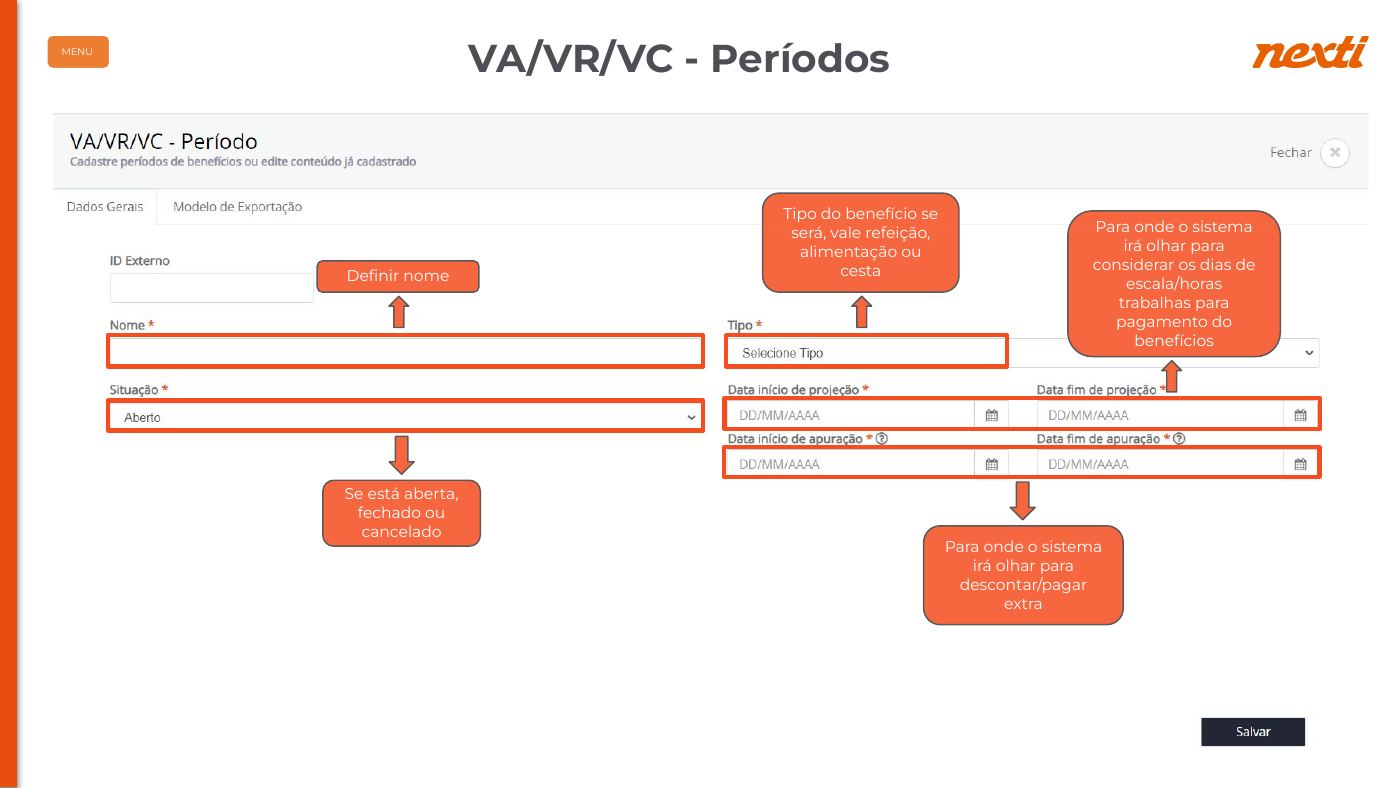 MENU
VA/VR/VC - Períodos
nexti
VA/VR/VC - Período
Cadastre períodos de benefícios ou edite conteúdo já cadastrado
Fechar
Dados Gerais
Modelo de Exportação
Tipo do benefício se
será, vale refeição,
alimentação ou
cesta
Para onde o sistema
irá olhar para
considerar os dias de
escala/horas
trabalhas para
pagamento do
benefícios
ID Externo
Definir nome
Nome *
Tipo *
Selecione Tipo
Situação *
Aberto
Data início de projeção *
Data fim de projeção *
DD/MM/AAAA
DD/MM/AAAA
Data início de apuração * ?
Data fim de apuração * ?
DD/MM/AAAA
DD/MM/AAAA
Se está aberta,
fechado ou
cancelado
Para onde o sistema
irá olhar para
descontar/pagar
extra
Salvar